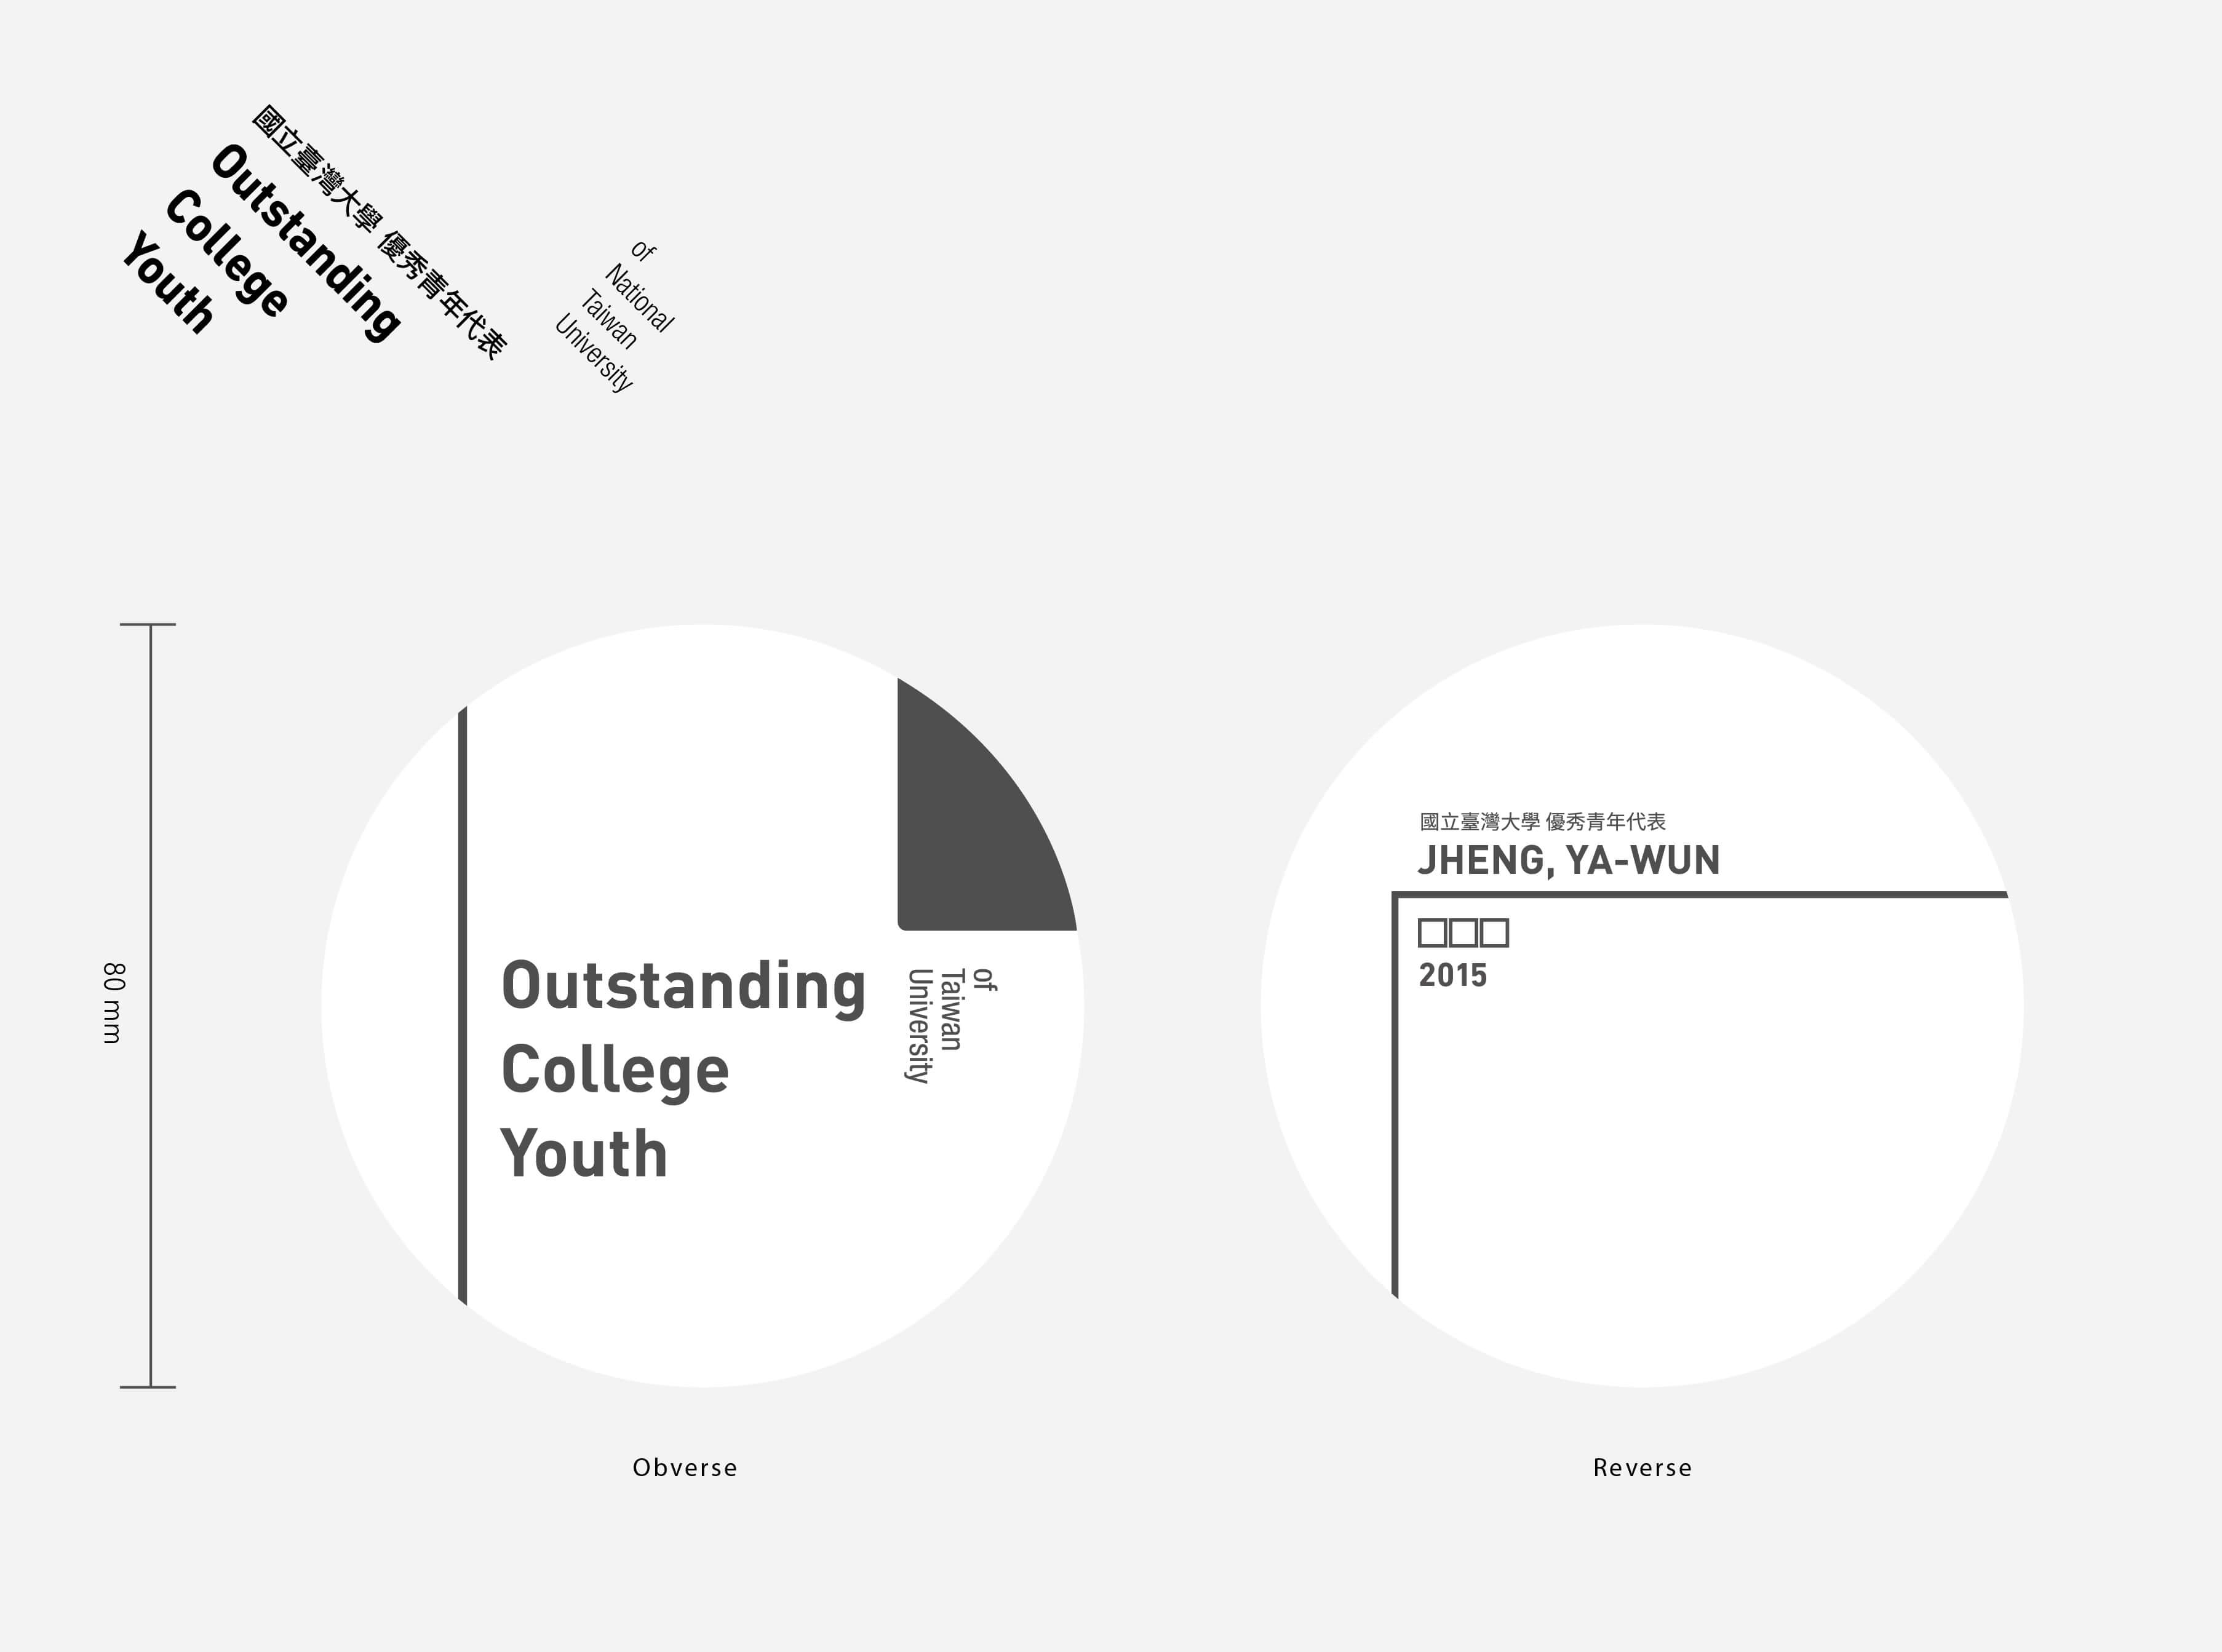 國立臺灣大學 優秀青年代表
Outstanding
College
Youth
of
National
Taiwan
University
80 mm
Outstanding
College
Youth
of
Taiwan
University
Obverse
國立臺灣大學 優秀青年代表
JHENG, YA-WUN
□□□
2015
Reverse